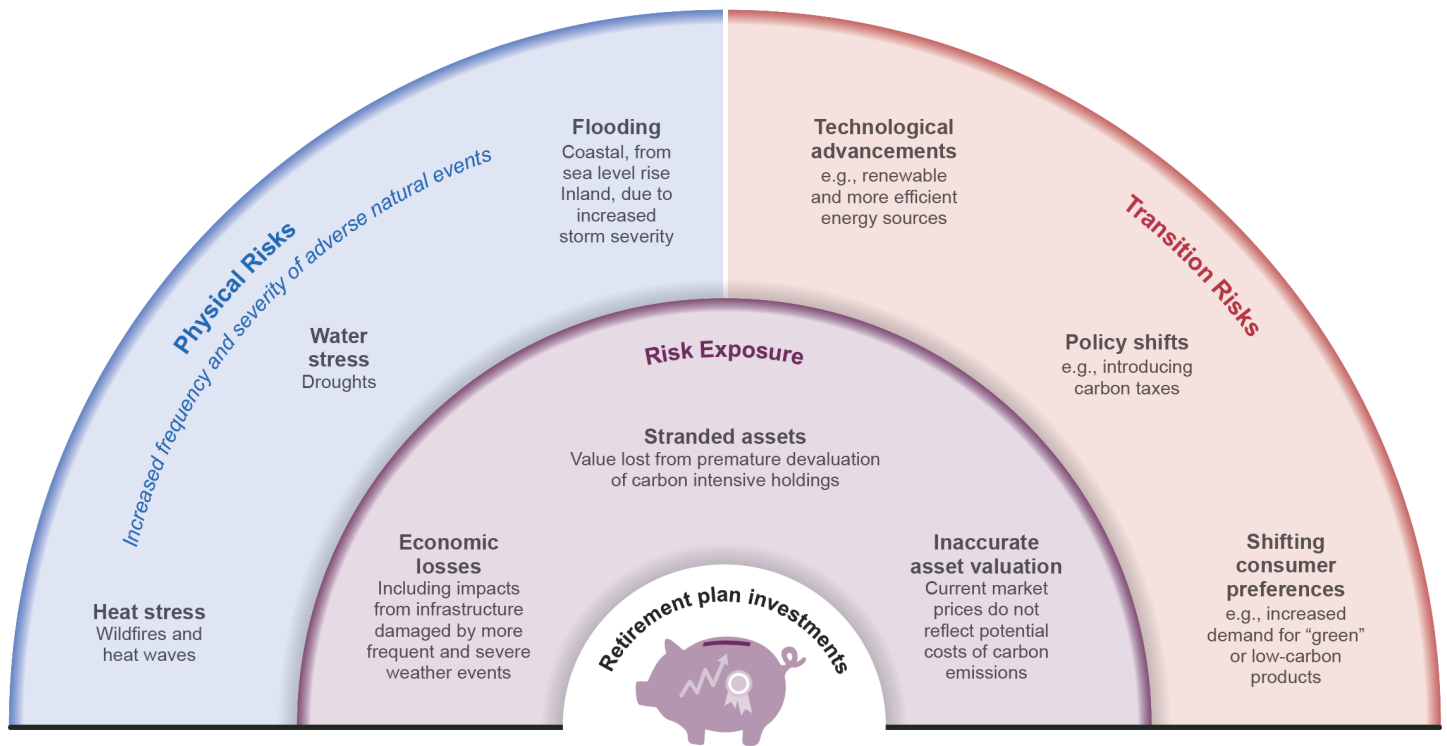 Physical Risks
Increased frequency and severity of adverse natural events
Flooding
Coastal, from
sea level rise
Inland, due to
increased
storm severity
Water
stress
Droughts
Heat stress
Wildfires and
heat waves
Transition Risks
Technological
advancements
e.g., renewable
and more efficient
energy sources
Policy shifts
e.g., introducing
carbon taxes
Shifting
consumer
preferences
e.g., increased
demand for “green”
or low-carbon
products
Risk Exposure
Stranded assets
Value lost from premature devaluation
of carbon intensive holdings
Economic
losses
Including impacts
from infrastructure
damaged by more
frequent and severe
weather events
Inaccurate
asset valuation
Current market
prices do not
reflect potential
costs of carbon
emissions
Retirement plan investments